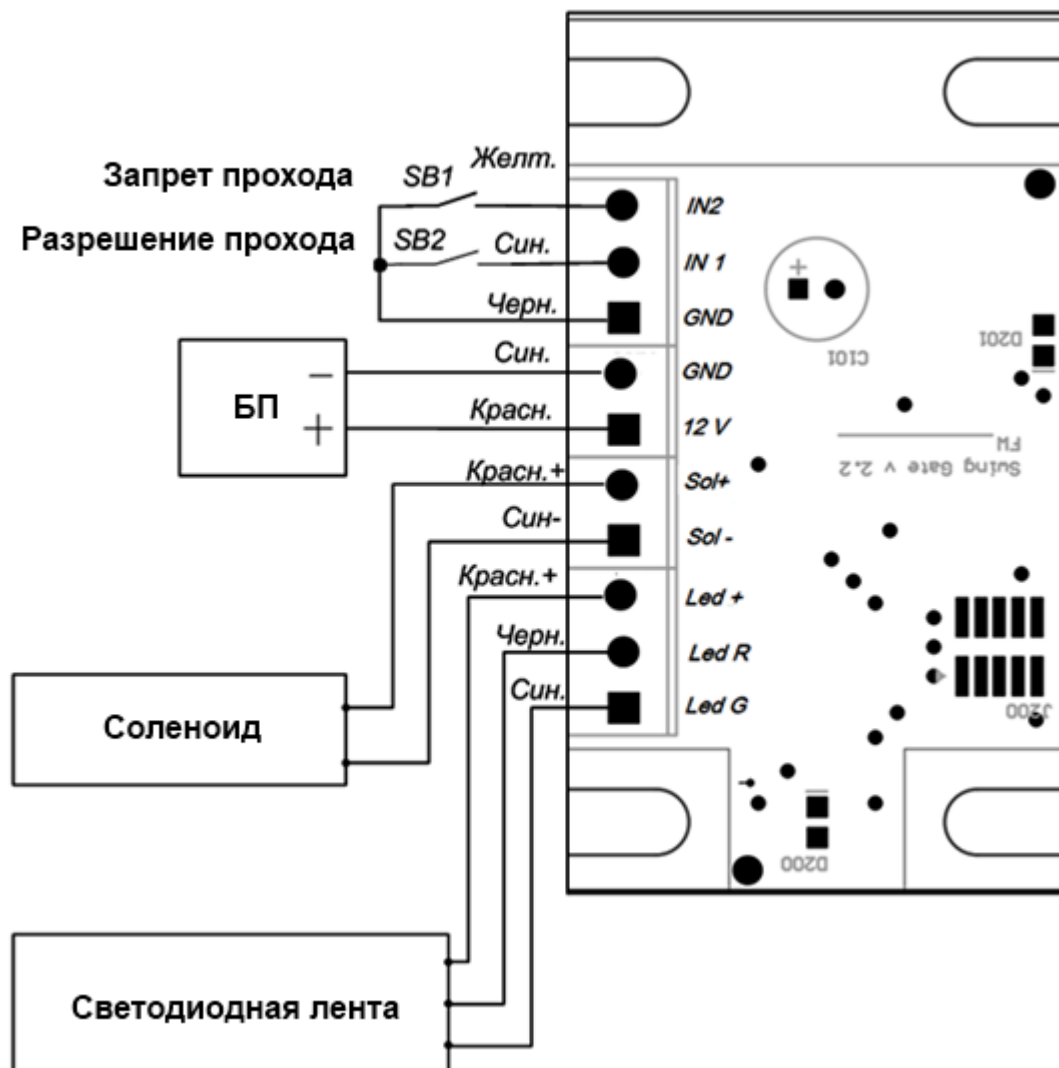 Желт.
Запрет прохода
SB1
IN2
Разрешение прохода
SB2
Син.
IN 1
Черн.
GND
D201
C101
Син.
GND
БП
−
+
Красн.
12 V
FW
Swing Gate v 2.2
Красн.+
Sol+
Син-
Sol -
Красн.+
Led +
Черн.
Led R
Син.
Led G
J200
Соленоид
D200
Светодиодная лента